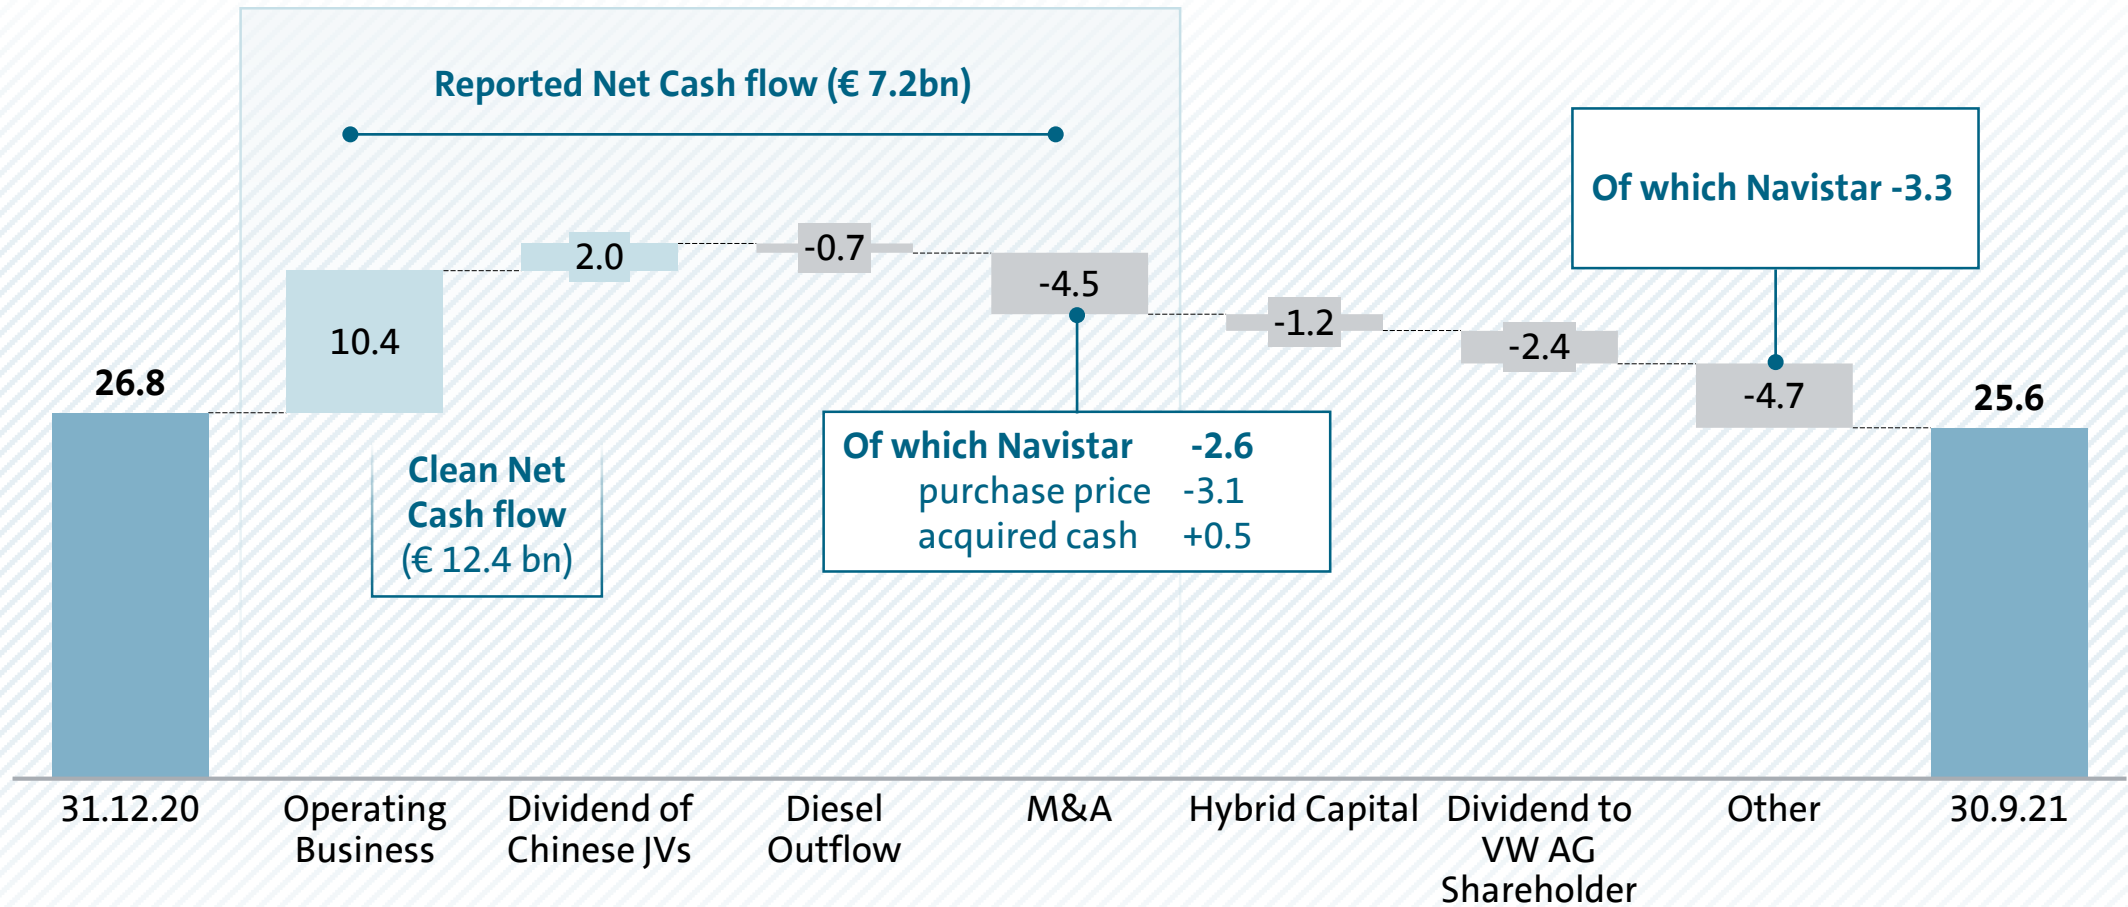 Reported Net Cash flow (€ 7.2bn)
Of which Navistar -3.3
2.0
-0.7
-4.5
10.4
-1.2
-2.4
-4.7
26.8
25.6
Clean Net
Cash flow
(€ 12.4 bn)
Of which Navistar -2.6
purchase price -3.1
acquired cash +0.5
31.12.20
Operating
Business
Dividend of
Chinese JVs
Diesel
Outflow
M&A
Hybrid Capital
Dividend to
VW AG
Shareholder
Other
30.9.21